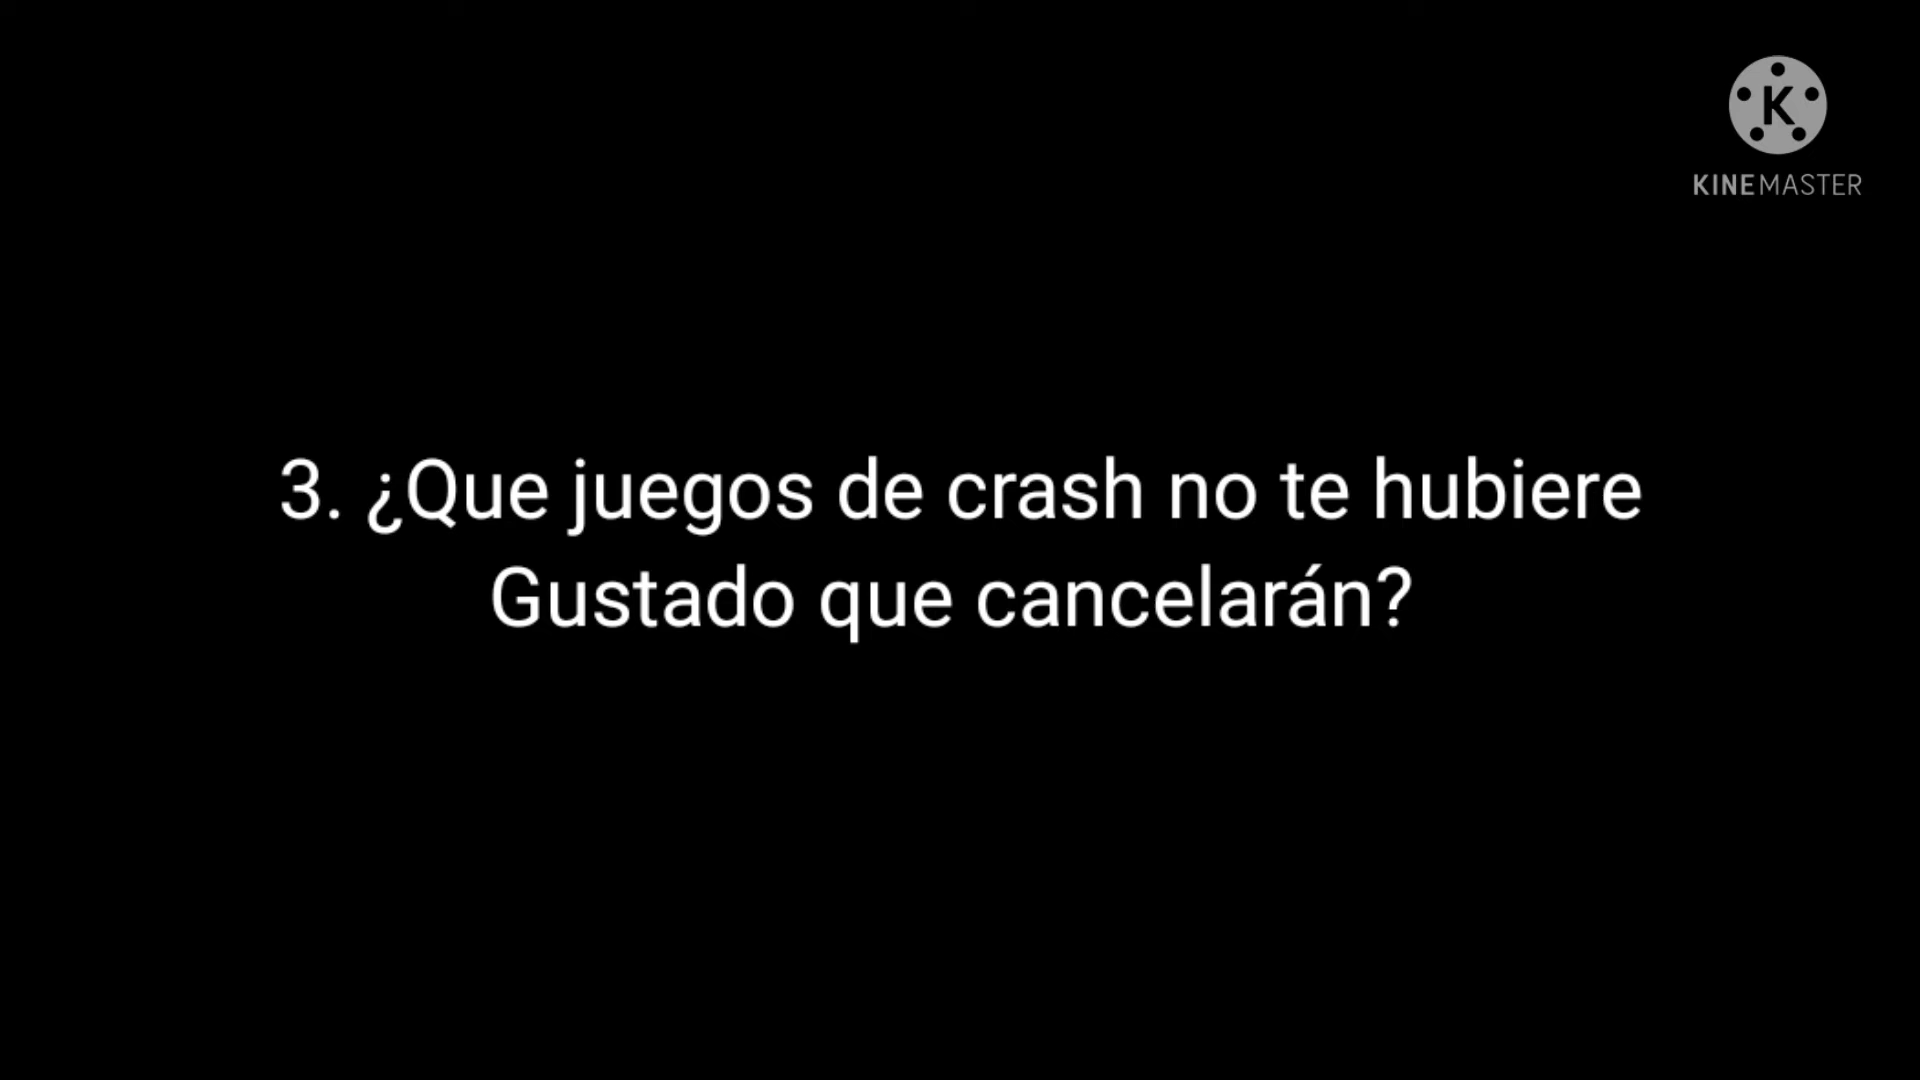 K
KINEMASTER
3. ¿Que juegos de crash no te hubiere
Gustado que cancelarán?